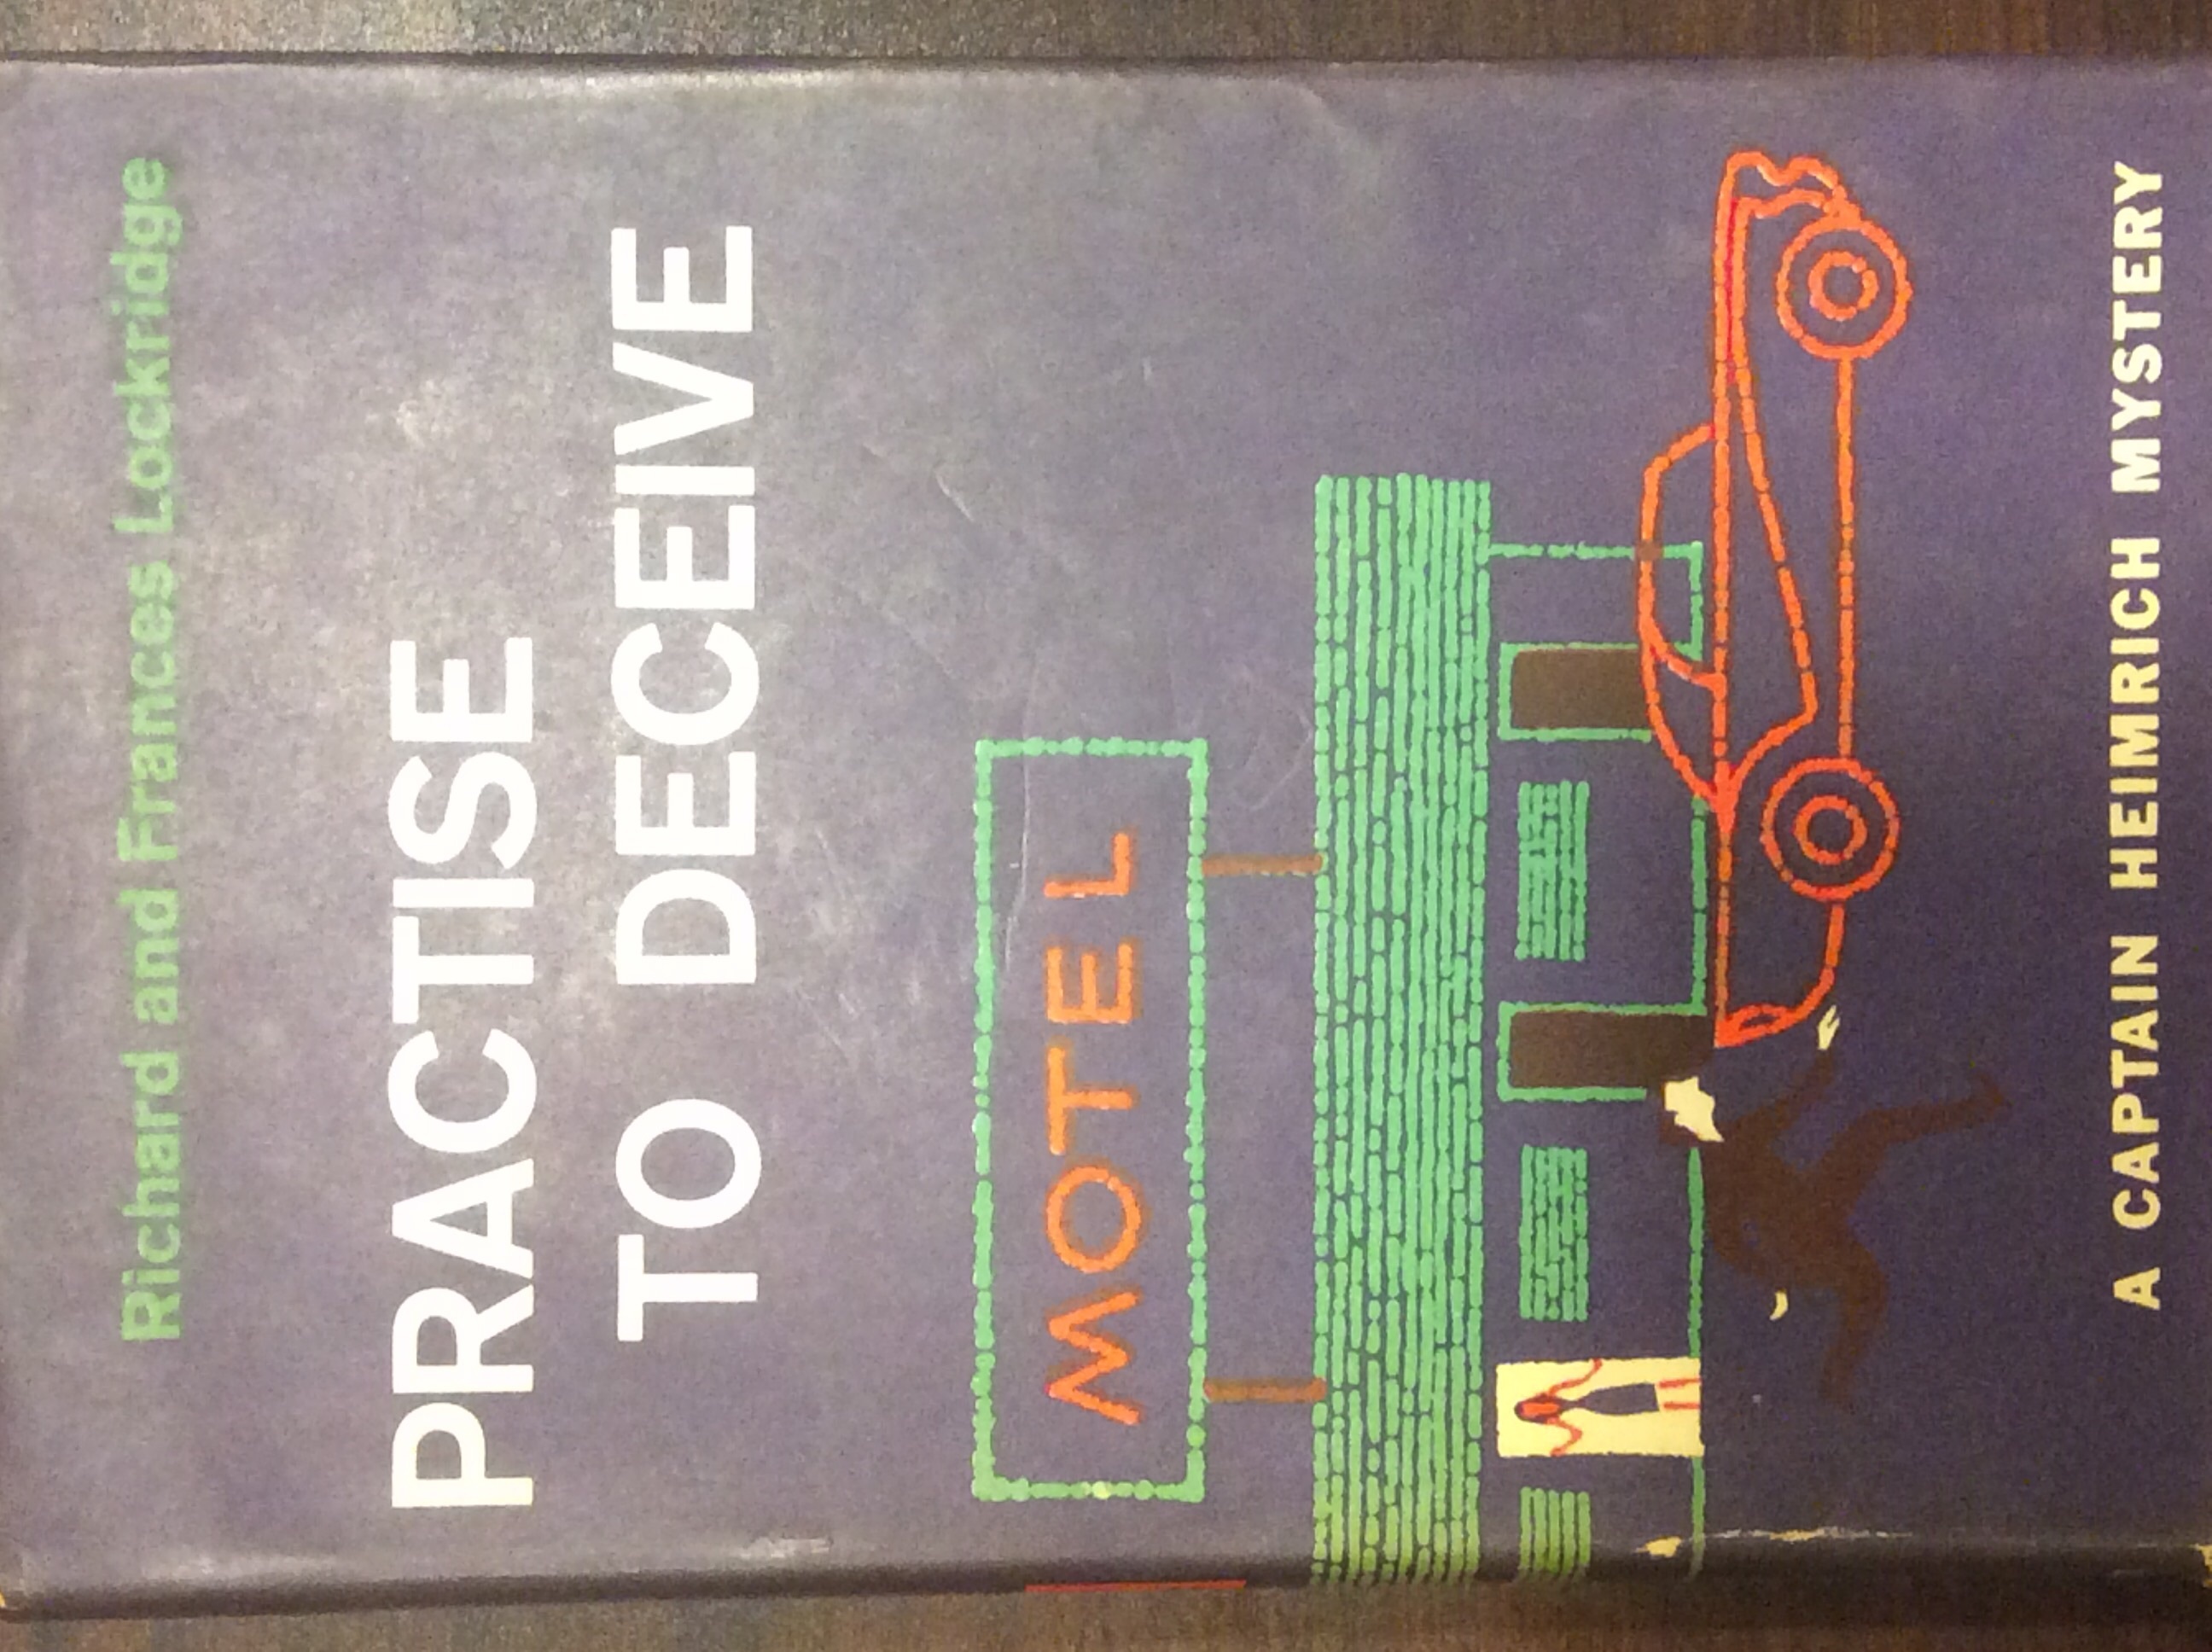 Richard and Frances Lockridge
PRACTISE
TO DECEIVE
MOTEL
A CAPTAIN HEIMRICH MYSTERY